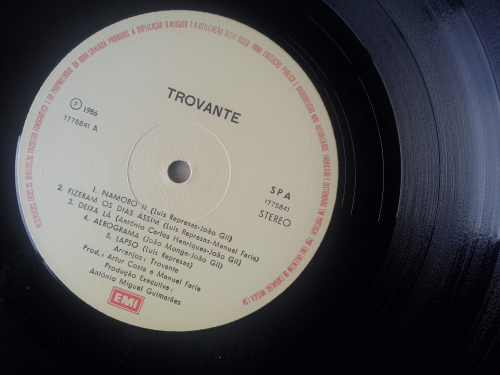 TROVANTE
℗ 1986
1775841 A
SPA
1775841
STEREO
1. NAMORO II (Luís Represas-João Gil)
2. FIZERAM OS DIAS ASSIM (Luís Represas-Manuel Faria)
3. DEIXA LÁ (António Carlos Henriques-João Gil)
4. AEROGRAMA (João Monge-João Gil)
5. LAPSO (Luís Represas)
Arranjos: Trovante
Prod.: Artur Costa e Manuel Faria
Produção Executiva:
António Miguel Guimarães
EMI